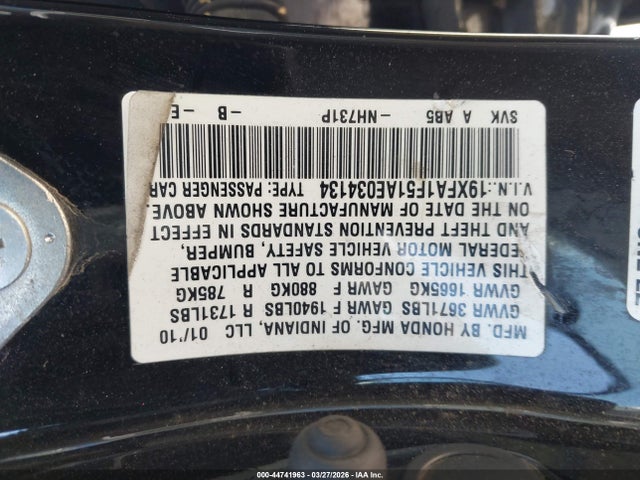 MFD. BY HONDA MFG. OF INDIANA, LLC 01/'10
GVWR 3671LBS GAWR F 1940LBS R 1731LBS
GVWR 1665KG GAWR F 880KG R 785KG
THIS VEHICLE CONFORMS TO ALL APPLICABLE
FEDERAL MOTOR VEHICLE SAFETY, BUMPER,
AND THEFT PREVENTION STANDARDS IN EFFECT
ON THE DATE OF MANUFACTURE SHOWN ABOVE
V.I.N.:19XFA1F51AE034134 TYPE: PASSENGER CAR
SVK A AB5 -NH731P -B -E
000-44741963 | 03/27/2026 | IAA Inc.